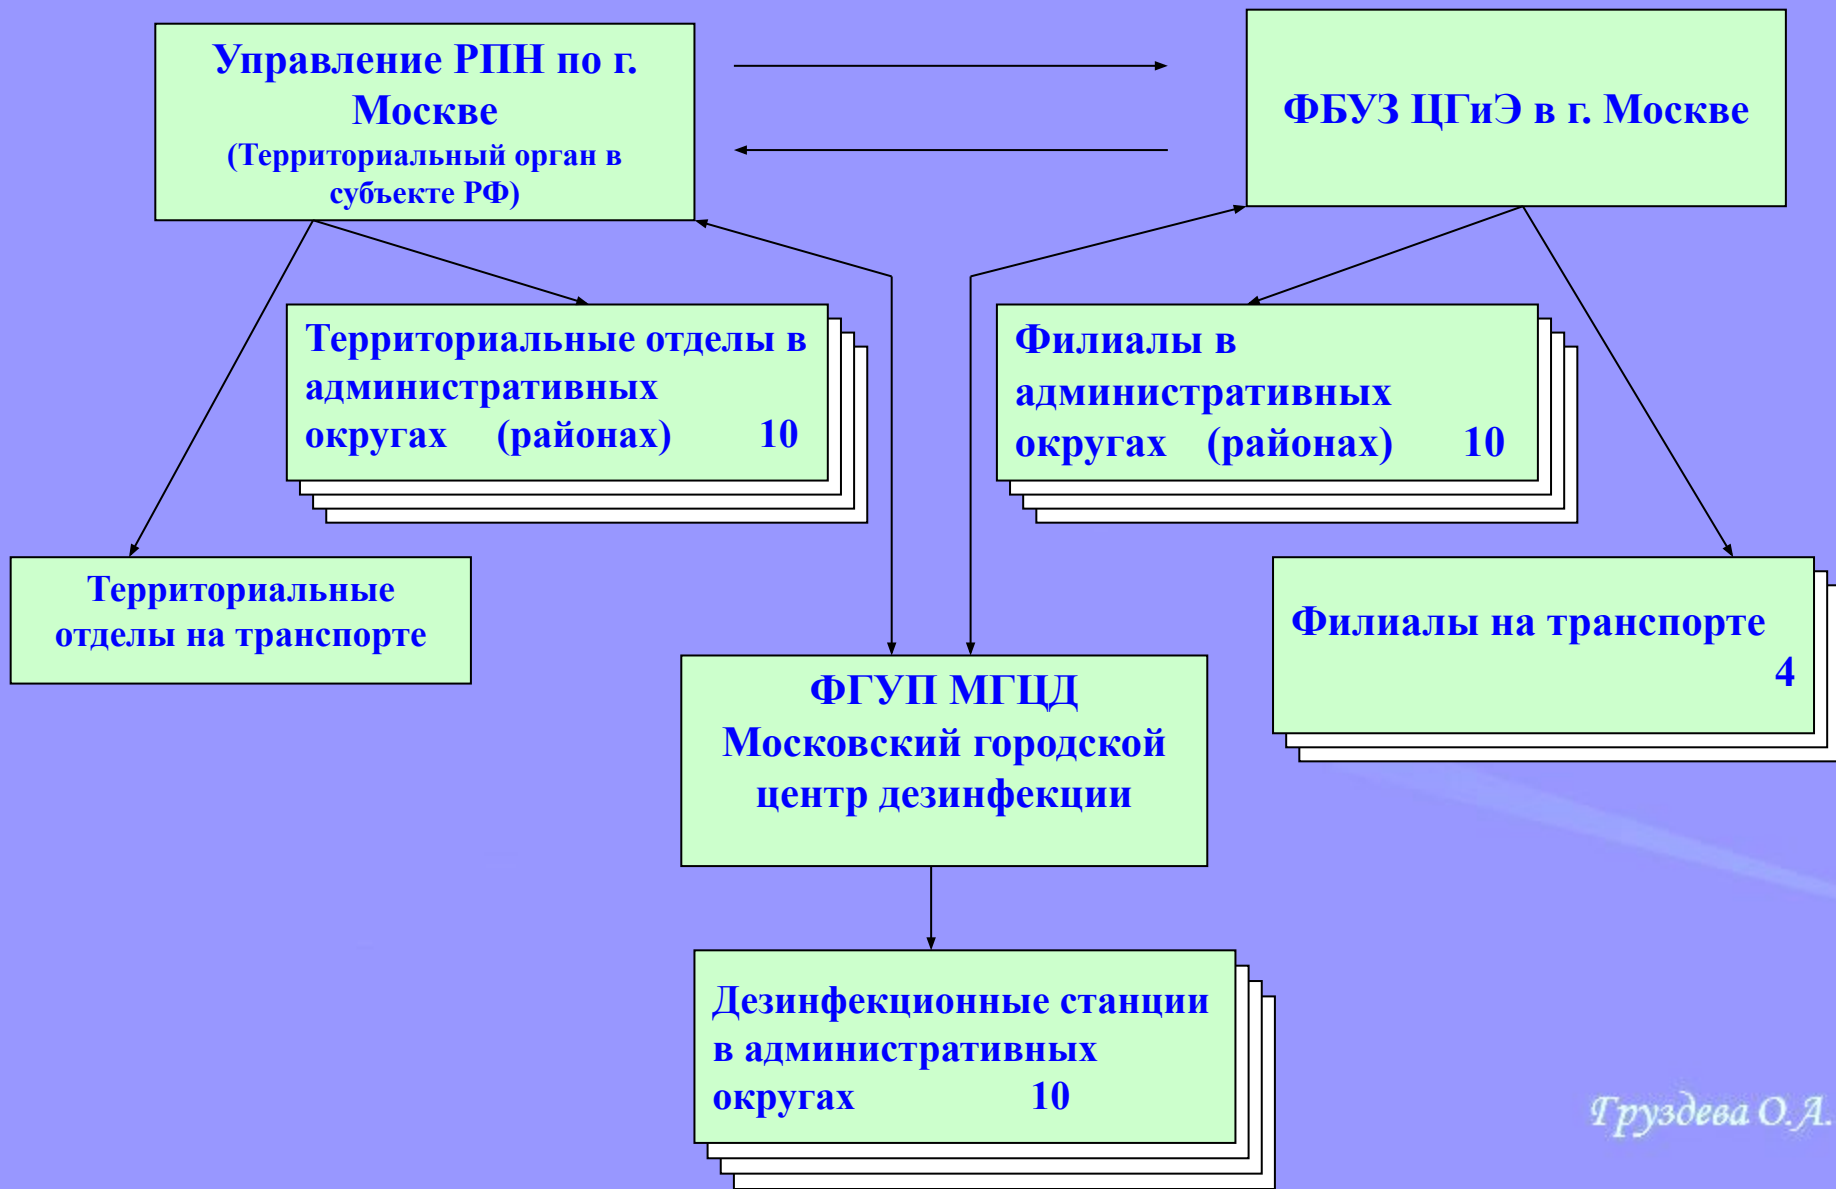 Управление РПН по г.
Москве
(Территориальный орган в
субъекте РФ)
ФБУЗ ЦГиЭ в г. Москве
Территориальные отделы в
административных
округах (районах) 10
Филиалы в
административных
округах (районах) 10
Территориальные
отделы на транспорте
Филиалы на транспорте
4
ФГУП МГЦД
Московский городской
центр дезинфекции
Дезинфекционные станции
в административных
округах 10
Груздева О.А.